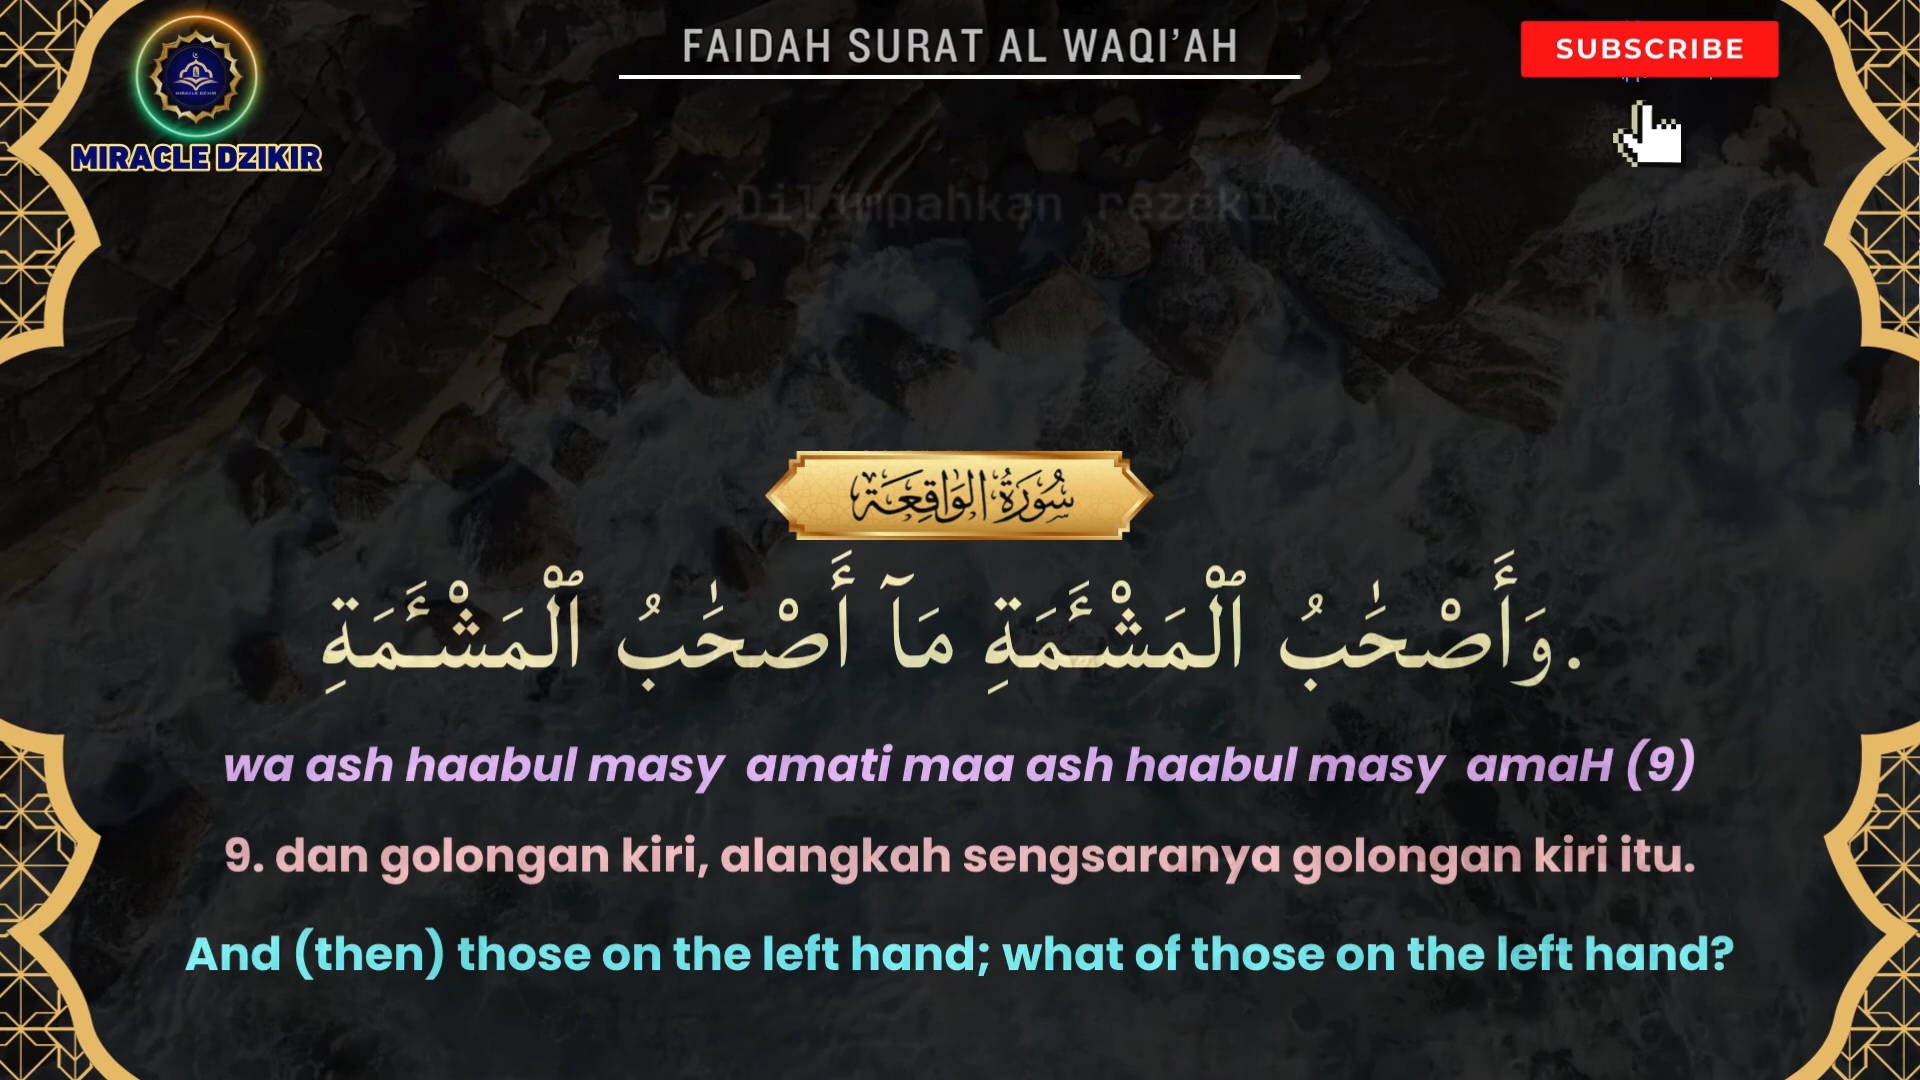 FAIDAH SURAT AL WAQI’AH
SUBSCRIBE
MIRACLE DZIKIR
5. Dilimpahkan rezeki
سُورَةُ الوَاقِعَة
وَأَصْحَٰبُ ٱلْمَشْـَٔمَةِ مَآ أَصْحَٰبُ ٱلْمَشْـَٔمَةِ.
wa ash haabul masy  amati maa ash haabul masy  amaH (9)
9. dan golongan kiri, alangkah sengsaranya golongan kiri itu.
And (then) those on the left hand; what of those on the left hand?